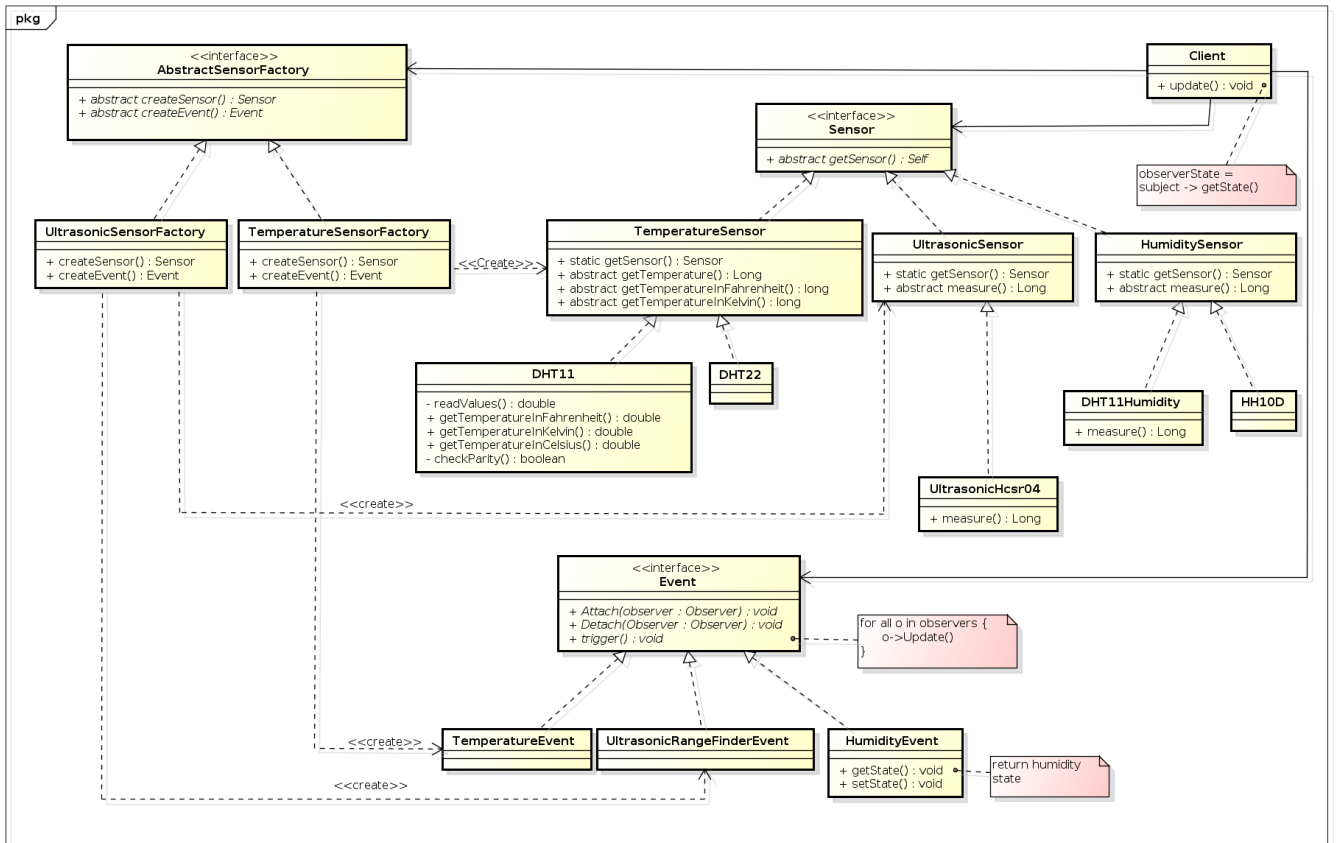 pkg
<<interface>>
AbstractSensorFactory
+ abstract createSensor() : Sensor
+ abstract createEvent() : Event
Client
+ update() : void
<<interface>>
Sensor
+ abstract getSensor() : Self
observerState =
subject -> getState()
UltrasonicSensorFactory
+ createSensor() : Sensor
+ createEvent() : Event
TemperatureSensorFactory
+ createSensor() : Sensor
+ createEvent() : Event
<<Create>>
TemperatureSensor
+ static getSensor() : Sensor
+ abstract getTemperature() : Long
+ abstract getTemperatureInFahrenheit() : long
+ abstract getTemperatureInKelvin() : long
UltrasonicSensor
+ static getSensor() : Sensor
+ abstract measure() : Long
HumiditySensor
+ static getSensor() : Sensor
+ abstract measure() : Long
DHT11
- readValues() : double
+ getTemperatureInFahrenheit() : double
+ getTemperatureInKelvin() : double
+ getTemperatureInCelsius() : double
- checkParity() : boolean
DHT22
DHT11Humidity
+ measure() : Long
HH10D
<<create>>
UltrasonicHcsr04
+ measure() : Long
<<interface>>
Event
+ Attach(observer : Observer) : void
+ Detach(Observer : Observer) : void
+ trigger() : void
for all o in observers {
o->Update()
}
<<create>>
TemperatureEvent
UltrasonicRangeFinderEvent
HumidityEvent
+ getState() : void
+ setState() : void
return humidity
state
<<create>>